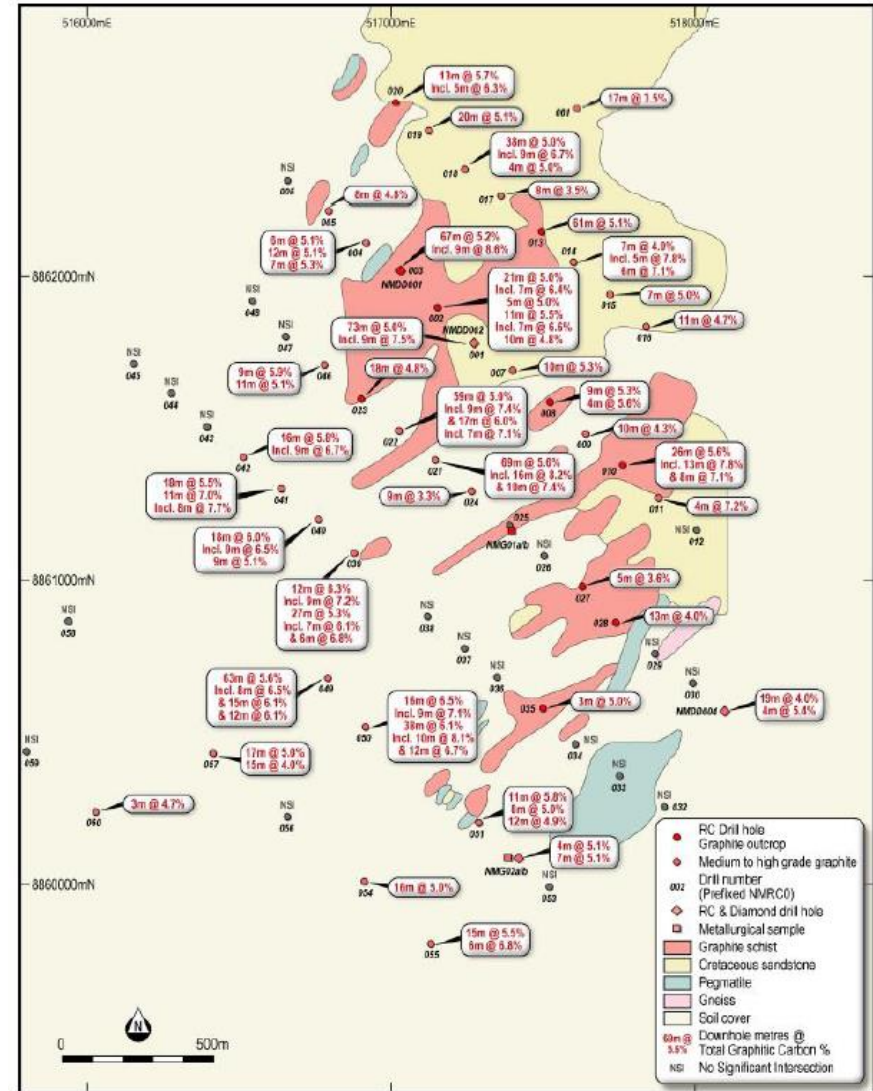 516000mE
517000mE
518000mE
13m @ 5.7%
Incl. 5m @ 6.3%
020
17m @ 3.5%
061
20m @ 5.1%
019
38m @ 5.0%
Incl. 9m @ 6.7%
4m @ 5.0%
018
NSI
8m @ 3.5%
017
8m @ 4.8%
61m @ 5.1%
013
6m @ 5.1%
12m @ 5.1%
7m @ 5.3%
004
67m @ 5.2%
Incl. 9m @ 8.6%
003
NMDD001
7m @ 4.9%
Incl. 5m @ 7.8%
6m @ 7.1%
8862000mN
21m @ 5.0%
Incl. 7m @ 6.4%
5m @ 5.0%
11m @ 5.5%
Incl. 7m @ 6.6%
10m @ 4.8%
002
7m @ 5.0%
015
NSI
048
73m @ 5.0%
Incl. 9m @ 7.5%
NMDD002
001
11m @ 4.7%
016
NSI
047
NSI
045
9m @ 5.9%
11m @ 5.1%
046
10m @ 5.3%
007
NSI
044
18m @ 4.8%
023
9m @ 5.3%
4m @ 5.6%
008
NSI
043
59m @ 5.0%
Incl. 9m @ 7.4%
& 17m @ 6.0%
Incl. 7m @ 7.1%
022
10m @ 4.3%
009
16m @ 5.8%
Incl. 9m @ 6.7%
042
26m @ 5.6%
Incl. 13m @ 7.8%
& 8m @ 7.1%
010
69m @ 5.6%
Incl. 16m @ 8.2%
& 10m @ 7.4%
021
18m @ 5.5%
11m @ 7.0%
Incl. 8m @ 7.7%
041
9m @ 3.3%
024
4m @ 7.2%
011
18m @ 6.0%
Incl. 9m @ 6.5%
9m @ 5.1%
040
025
NMG01a/b
NSI
012
NSI
026
8861000mN
039
12m @ 6.3%
Incl. 9m @ 7.2%
27m @ 5.3%
Incl. 7m @ 6.1%
& 6m @ 6.8%
5m @ 3.6%
027
NSI
058
NSI
038
13m @ 4.0%
028
NSI
037
NSI
029
63m @ 5.6%
Incl. 8m @ 6.5%
& 15m @ 6.1%
& 12m @ 6.1%
049
NSI
036
NSI
030
3m @ 5.0%
035
19m @ 4.0%
4m @ 5.4%
NMDD004
16m @ 6.5%
Incl. 9m @ 7.1%
38m @ 6.1%
Incl. 10m @ 8.1%
& 12m @ 6.7%
050
NSI
059
17m @ 5.0%
15m @ 4.0%
057
NSI
034
NSI
033
3m @ 4.7%
060
NSI
056
11m @ 5.8%
8m @ 5.0%
12m @ 4.9%
051
NSI
032
4m @ 5.1%
7m @ 5.1%
NMG02a/b
8860000mN
16m @ 5.0%
054
NSI
053
15m @ 5.5%
6m @ 6.8%
055
N
0
500m
RC Drill hole
Graphite outcrop
Medium to high grade graphite
002
Drill number
(Prefixed NMRC0)
RC & Diamond drill hole
Metallurgical sample
Graphite schist
Cretaceous sandstone
Pegmatite
Gneiss
Soil cover
Downhole metres @
Total Graphitic Carbon %
NSI
No Significant Intersection